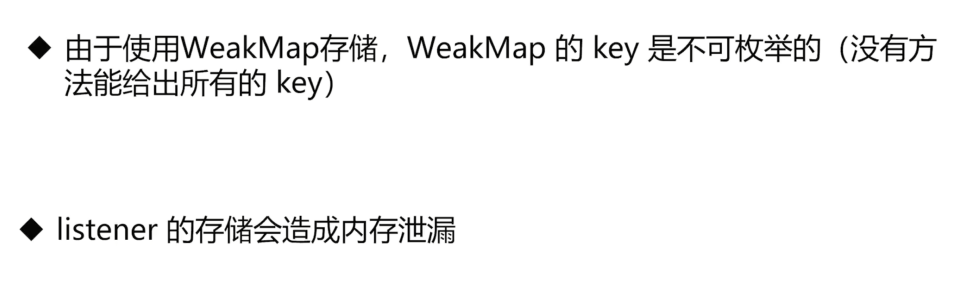 ◆ 由于使用WeakMap存储，WeakMap 的 key 是不可枚举的（没有方
法能给出所有的 key）
◆ listener 的存储会造成内存泄漏